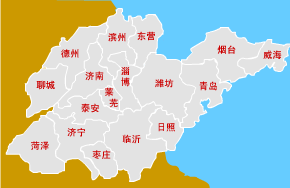 滨州
东营
烟台
威海
德州
济南
淄博
潍坊
青岛
聊城
莱芜
泰安
日照
济宁
临沂
菏泽
枣庄